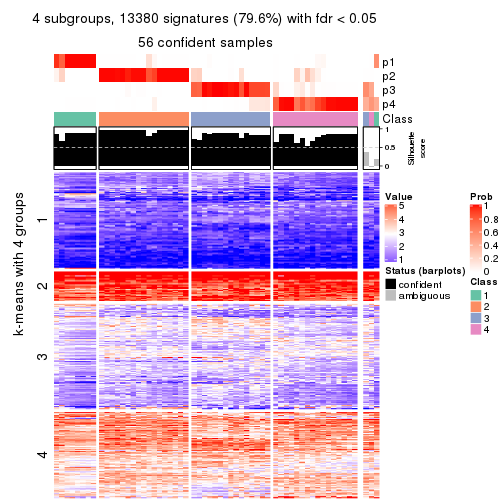 4 subgroups, 13380 signatures (79.6%) with fdr < 0.05
56 confident samples
p1
p2
p3
p4
Class
1
0.5
0
Silhouette
score
k-means with 4 groups
1
2
3
4
Value
5
4
3
2
1
Prob
1
0.8
0.6
0.4
0.2
0
Status (barplots)
confident
ambiguous
Class
1
2
3
4